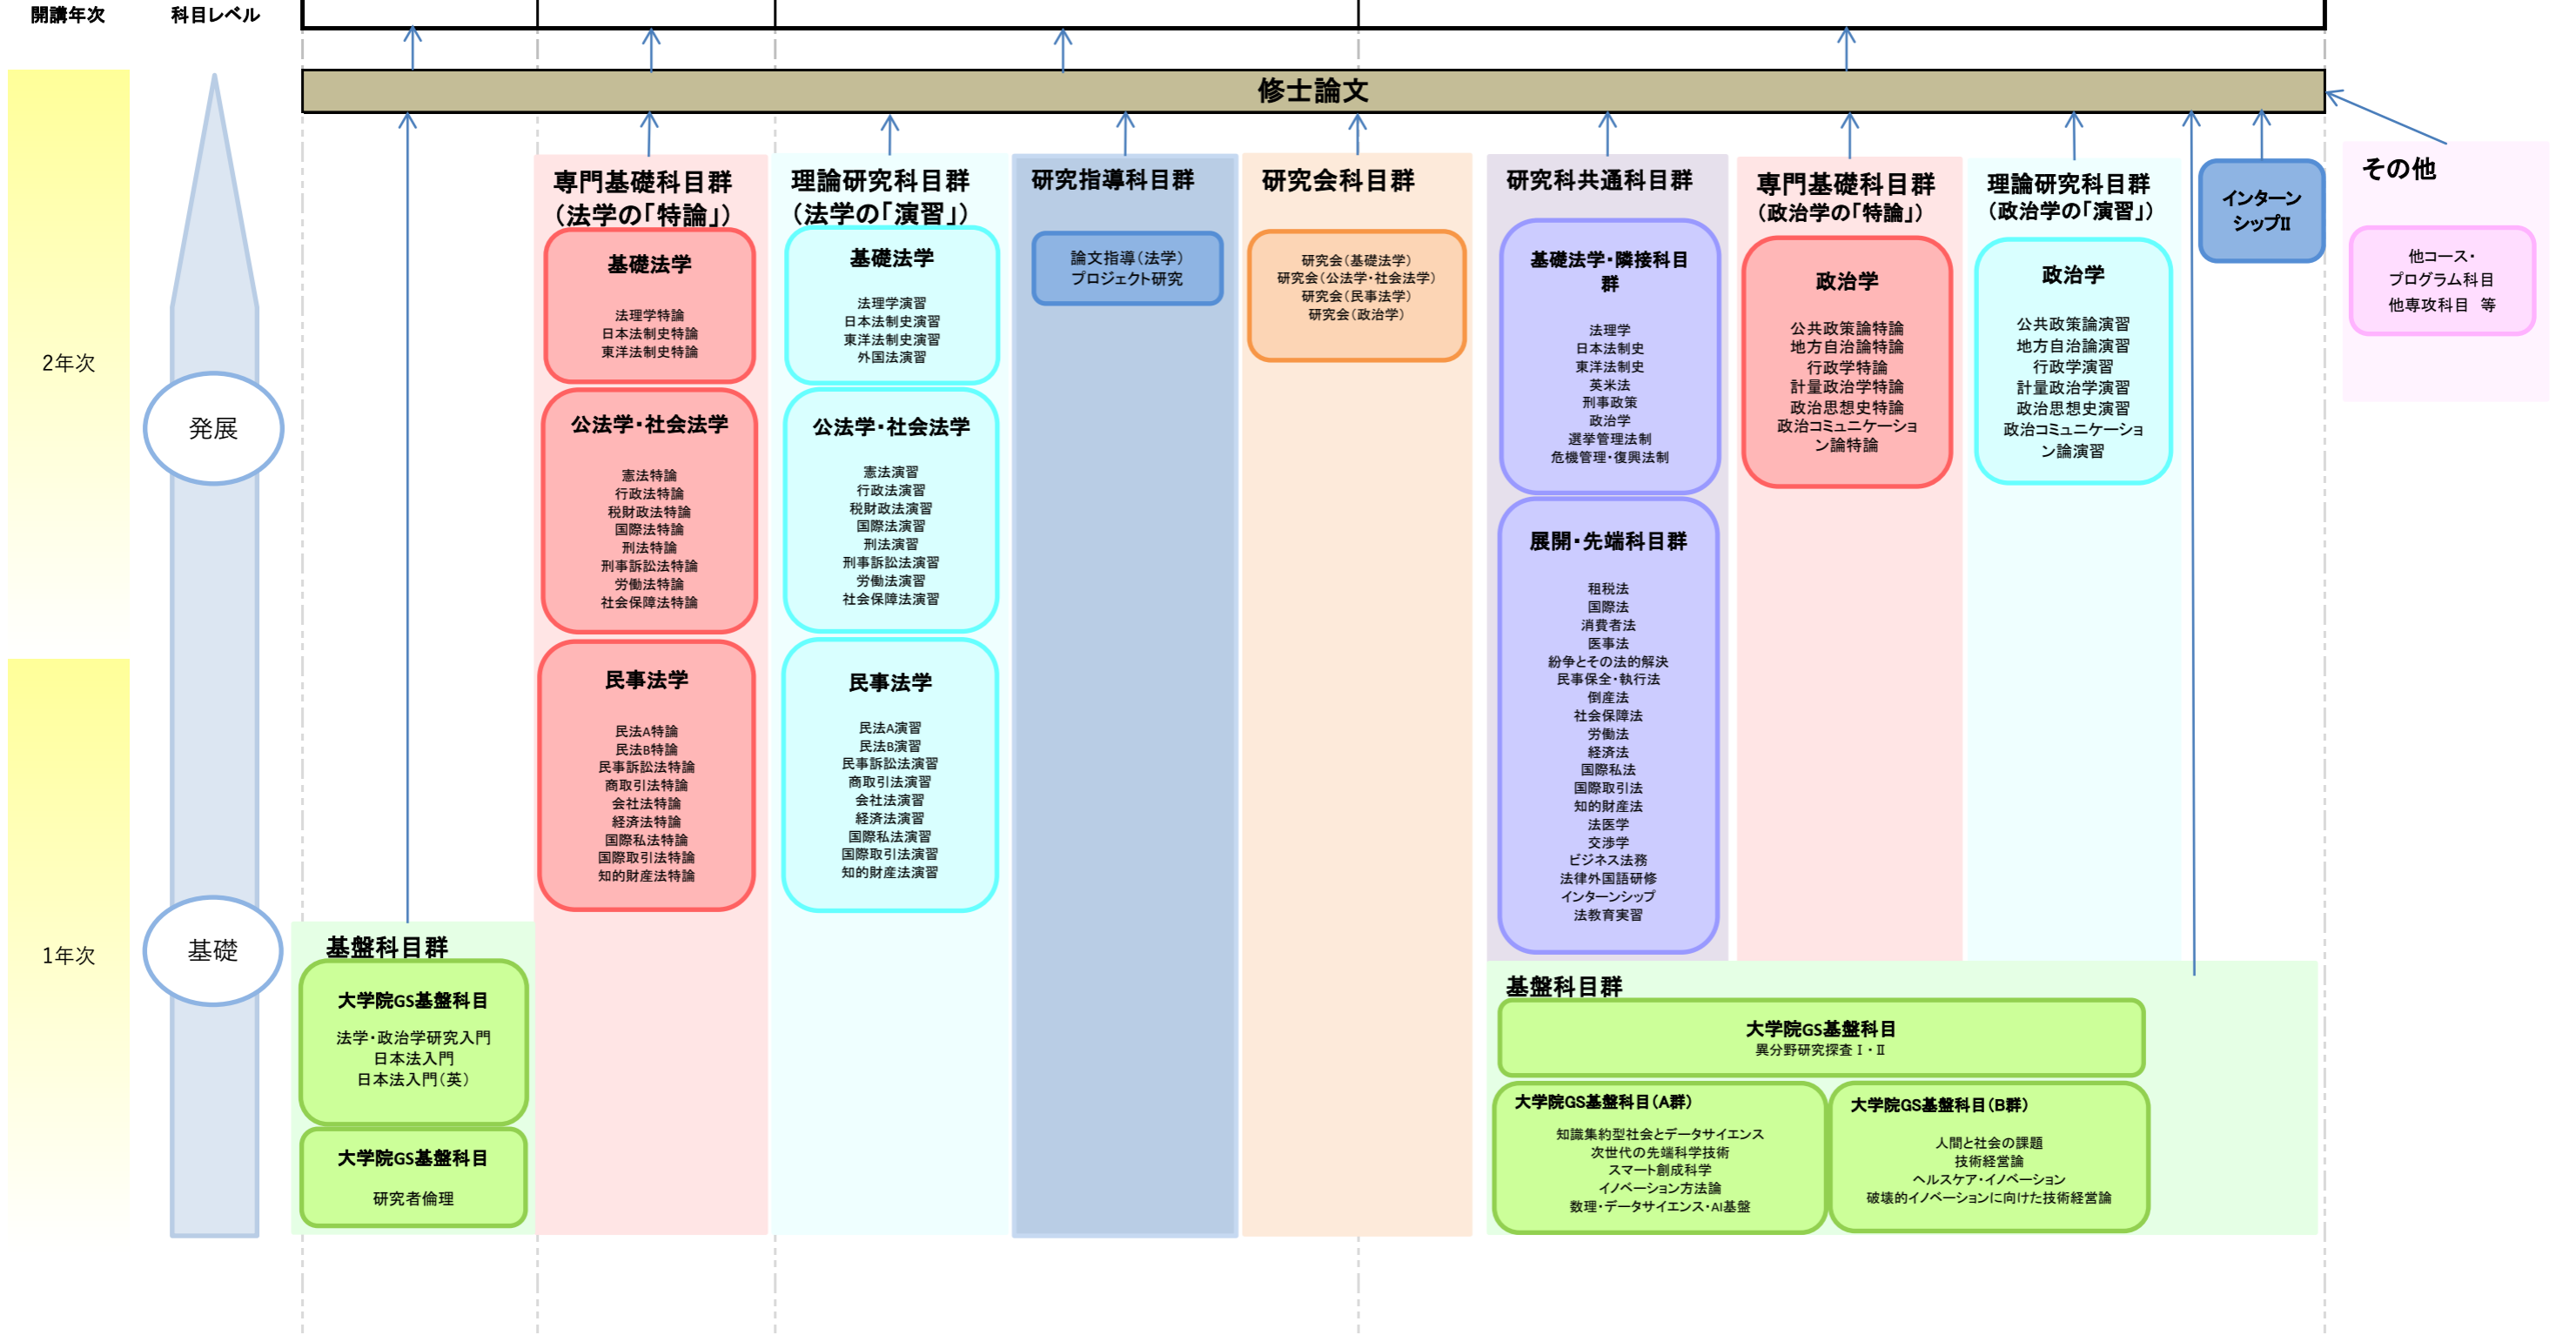 開講年次
科目レベル
修士論文
2年次
発展
1年次
基礎
基盤科目群
大学院GS基盤科目
法学・政治学研究入門
日本法入門
日本法入門(英)
大学院GS基盤科目
研究者倫理
専門基礎科目群
(法学の「特論」)
基礎法学
法理学特論
日本法制史特論
東洋法制史特論
公法学・社会法学
憲法特論
行政法特論
税財政法特論
国際法特論
刑法特論
刑事訴訟法特論
労働法特論
社会保障法特論
民事法学
民法A特論
民法B特論
民事訴訟法特論
商取引法特論
会社法特論
経済法特論
国際私法特論
国際取引法特論
知的財産法特論
理論研究科目群
(法学の「演習」)
基礎法学
法理学演習
日本法制史演習
東洋法制史演習
外国法演習
公法学・社会法学
憲法演習
行政法演習
税財政法演習
国際法演習
刑法演習
刑事訴訟法演習
労働法演習
社会保障法演習
民事法学
民法A演習
民法B演習
民事訴訟法演習
商取引法演習
会社法演習
経済法演習
国際私法演習
国際取引法演習
知的財産法演習
研究指導科目群
論文指導(法学)
プロジェクト研究
研究会科目群
研究会(基礎法学)
研究会(公法学・社会法学)
研究会(民事法学)
研究会(政治学)
研究科共通科目群
基礎法学・隣接科目
群
法理学
日本法制史
東洋法制史
英米法
刑事政策
政治学
選挙管理法制
危機管理・復興法制
展開・先端科目群
租税法
国際法
消費者法
医事法
紛争とその法的解決
民事保全・執行法
倒産法
社会保障法
労働法
経済法
国際私法
国際取引法
知的財産法
法医学
交渉学
ビジネス法務
法律外国語研修
インターンシップ
法教育実習
専門基礎科目群
(政治学の「特論」)
政治学
公共政策論特論
地方自治論特論
行政学特論
計量政治学特論
政治思想史特論
政治コミュニケーショ
ン論特論
理論研究科目群
(政治学の「演習」)
政治学
公共政策論演習
地方自治論演習
行政学演習
計量政治学演習
政治思想史演習
政治コミュニケーショ
ン論演習
インターン
シップⅡ
その他
他コース・
プログラム科目
他専攻科目 等
基盤科目群
大学院GS基盤科目
異分野研究探査Ⅰ・Ⅱ
大学院GS基盤科目(A群)
知識集約型社会とデータサイエンス
次世代の先端科学技術
スマート創成科学
イノベーション方法論
数理・データサイエンス・AI基盤
大学院GS基盤科目(B群)
人間と社会の課題
技術経営論
ヘルスケア・イノベーション
破壊的イノベーションに向けた技術経営論